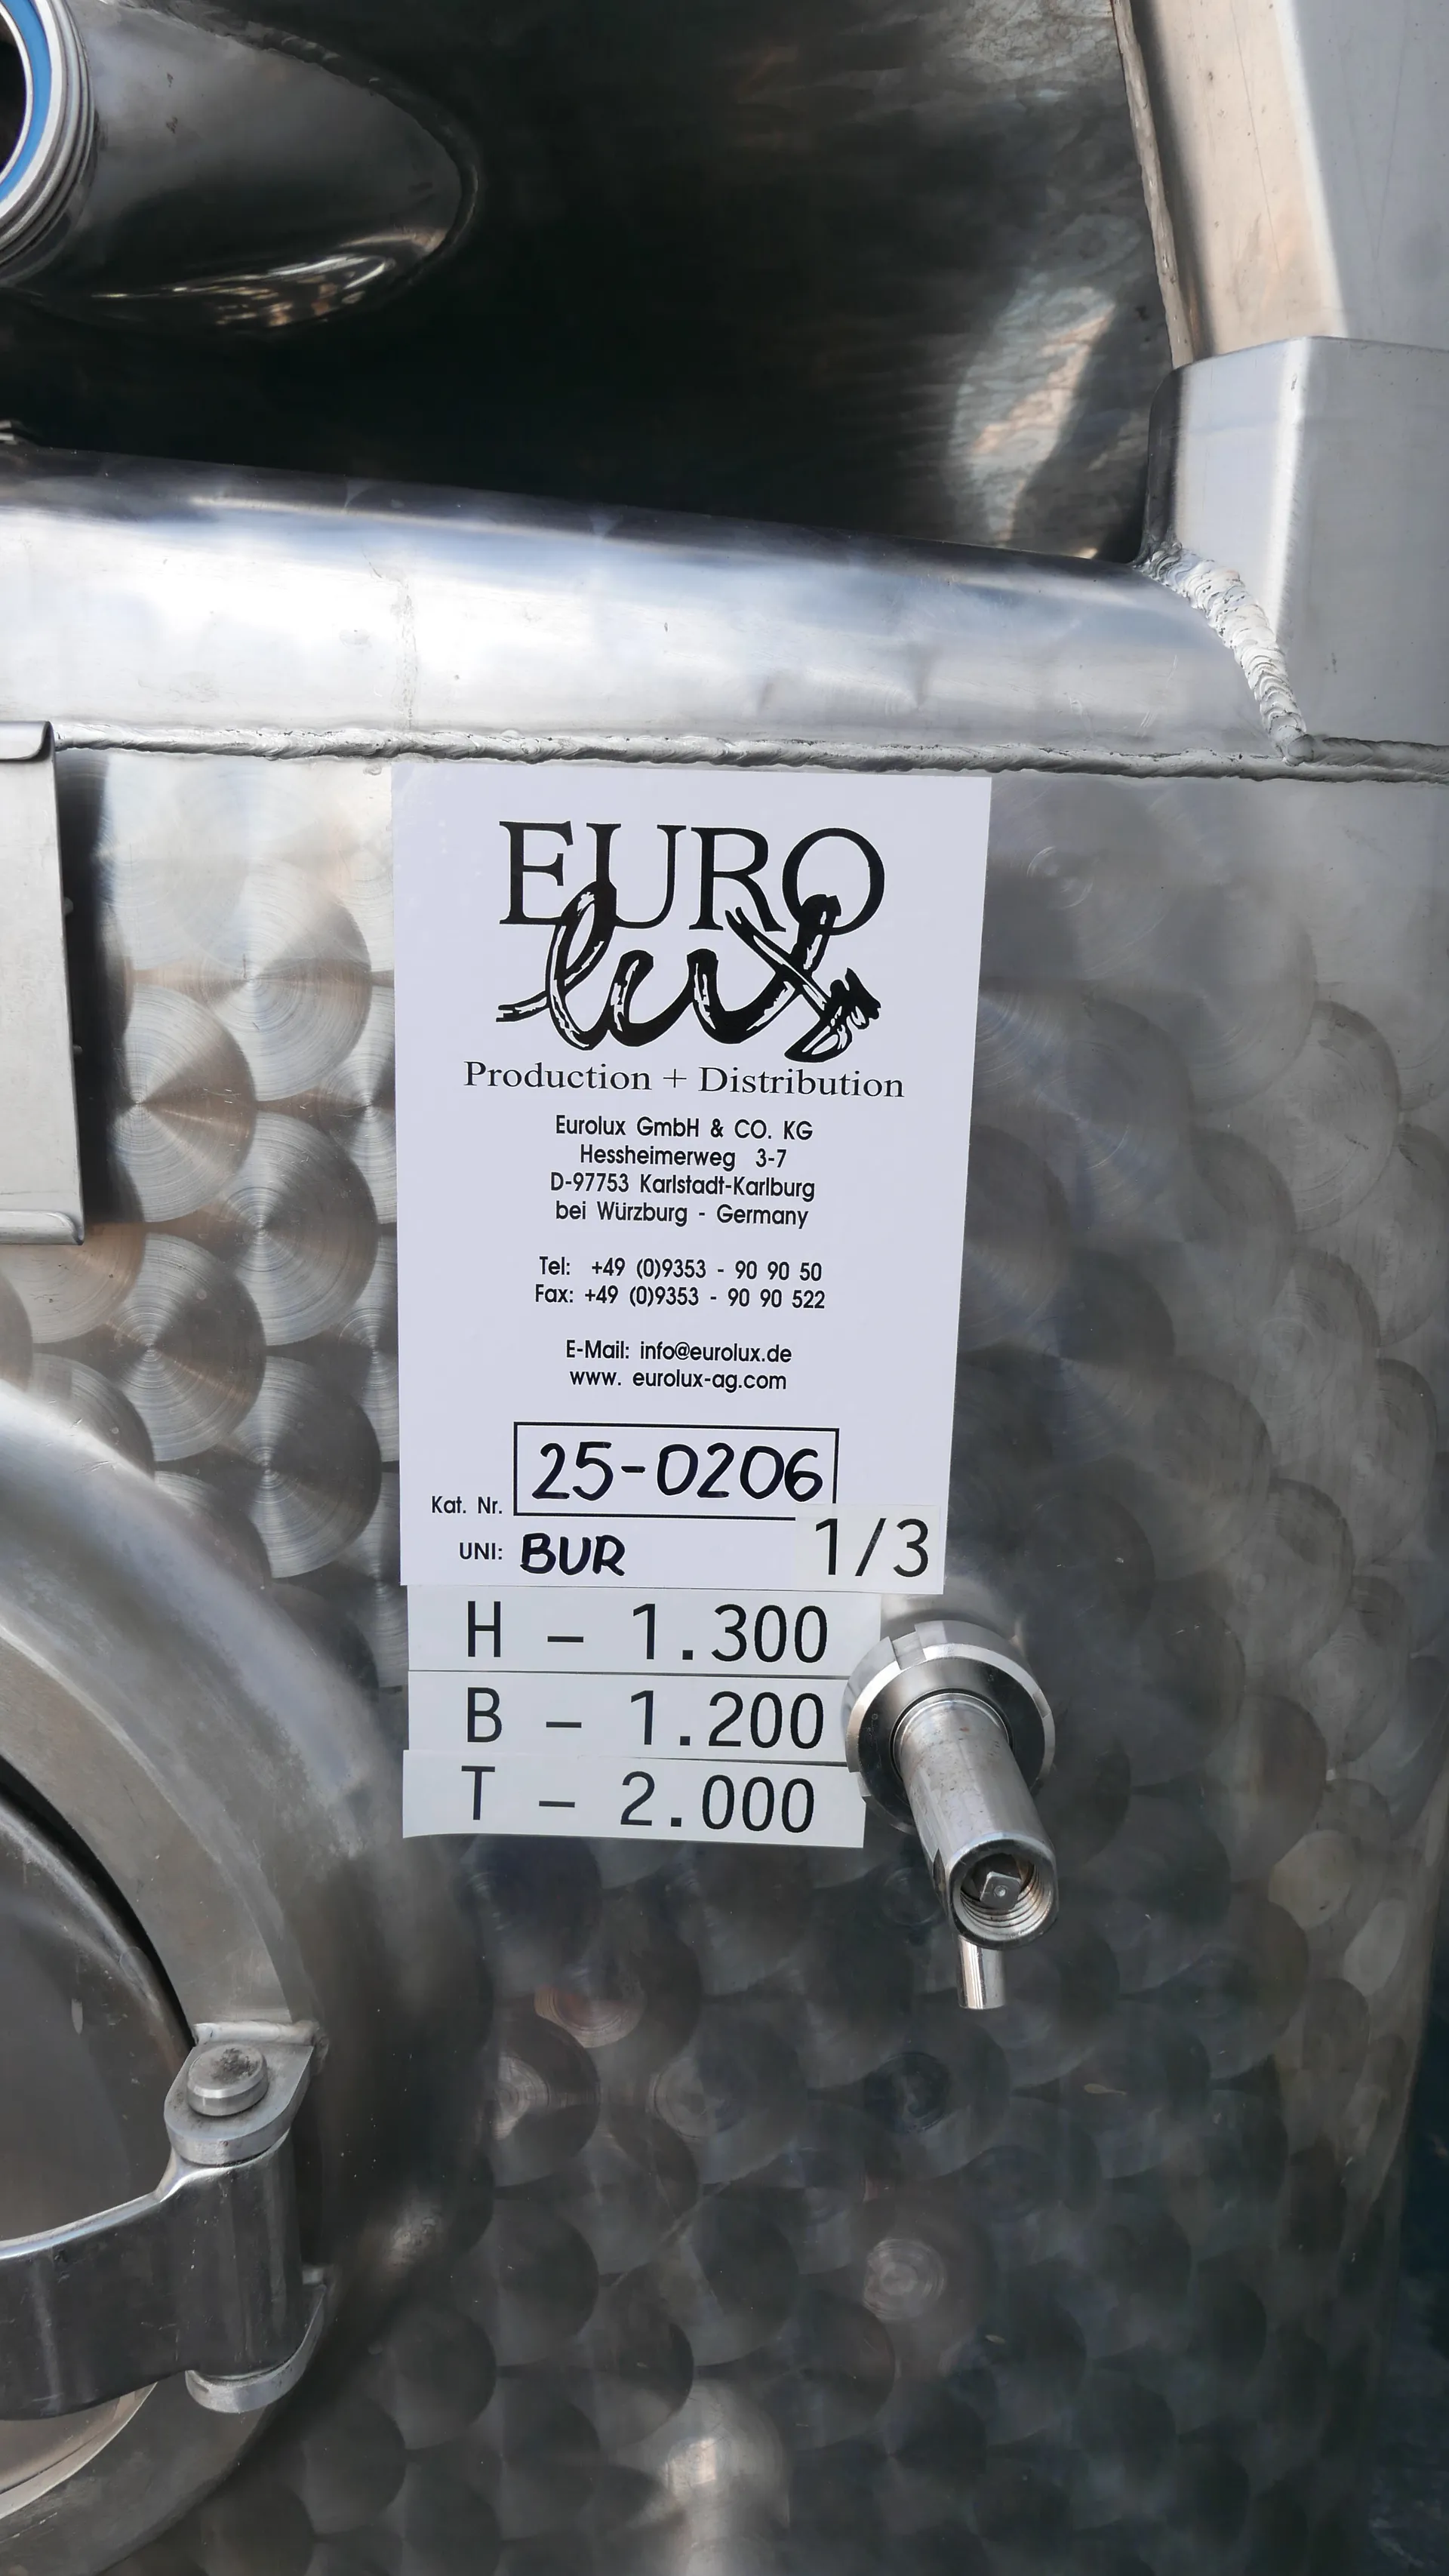 EURO
lux
Production + Distribution
Eurolux GmbH & CO. KG
Hessheimerweg 3-7
D-97753 Karlstadt-Karlburg
bei Würzburg - Germany
Tel: +49 (0)9353 - 90 90 50
Fax: +49 (0)9353 - 90 90 522
E-Mail: info@eurolux.de
www. eurolux-ag.com
Kat. Nr. 25-0206
UNI: BUR 1/3
H - 1.300
B - 1.200
T - 2.000